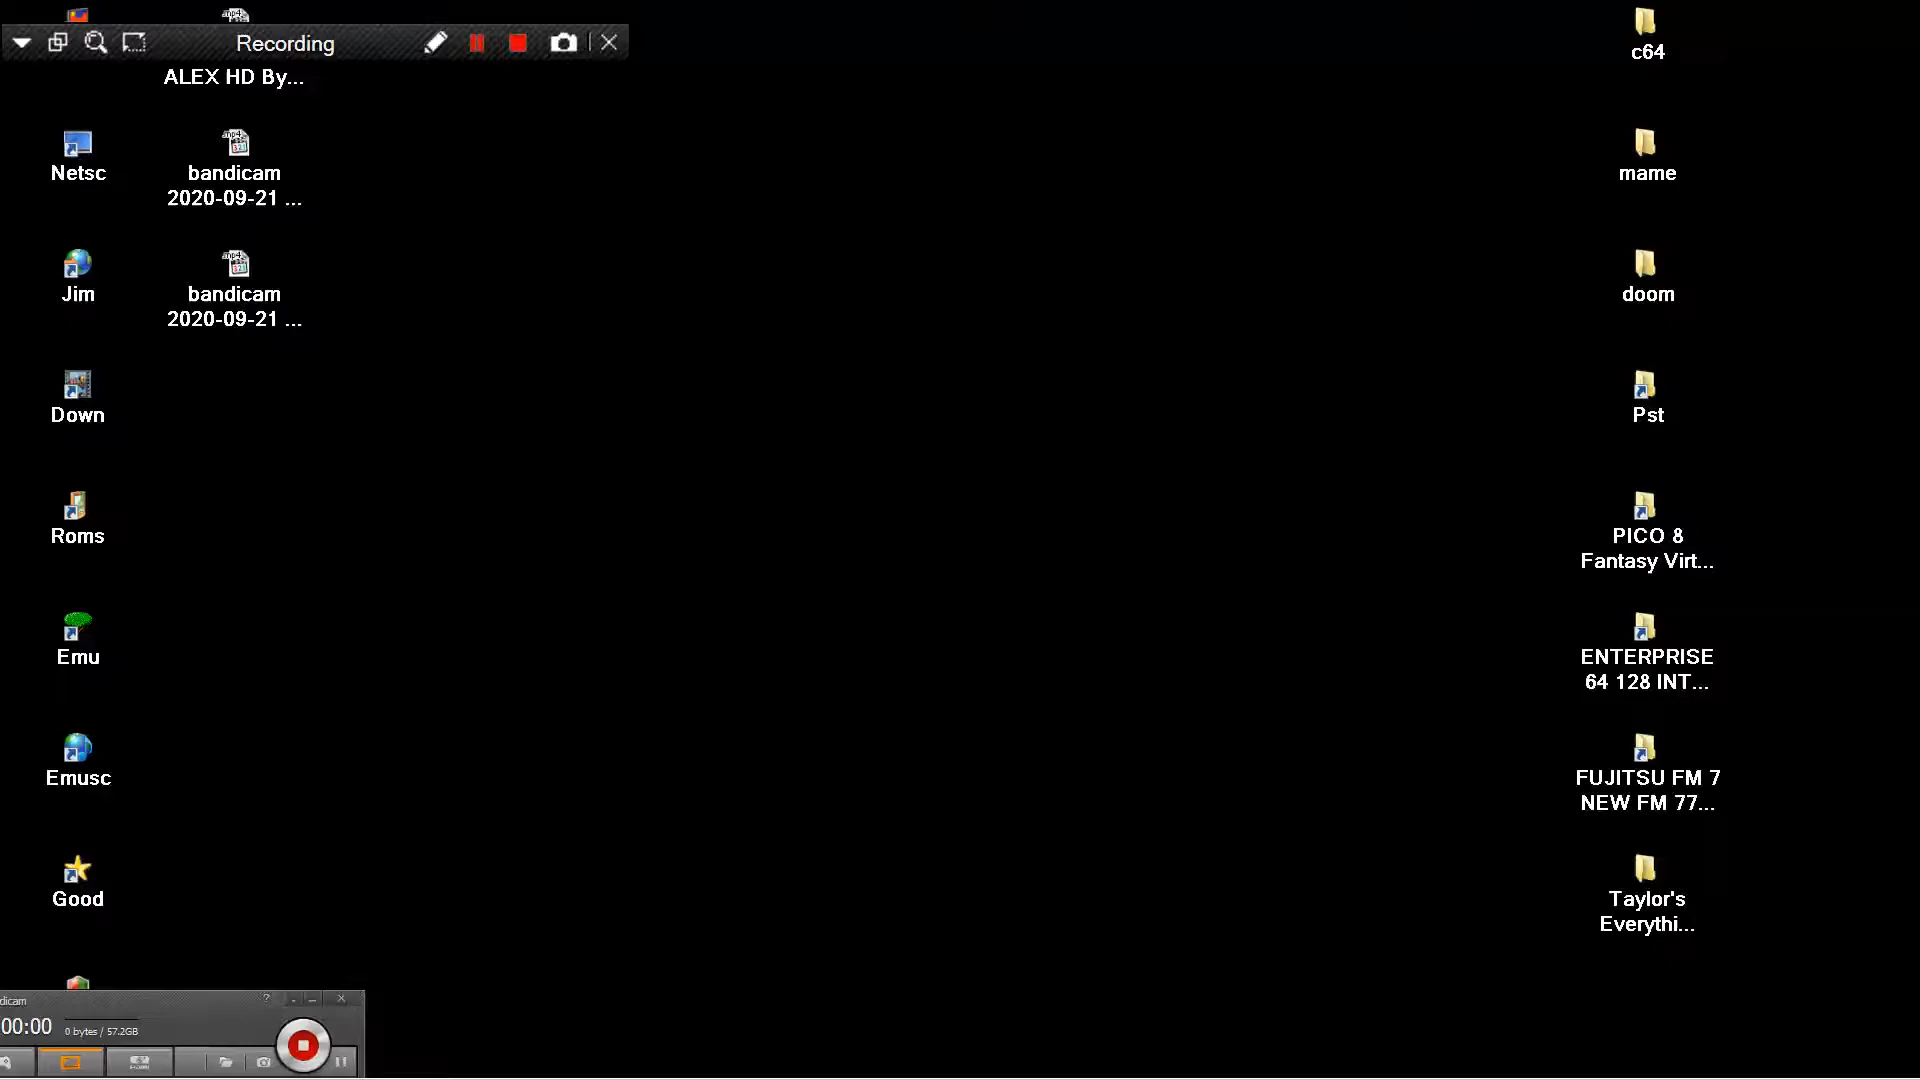 Recording
ALEX HD By...
Netsc
bandicam
2020-09-21 ...
Jim
bandicam
2020-09-21 ...
Down
Roms
Emu
Emusc
Good
c64
mame
doom
Pst
PICO 8
Fantasy Virt...
ENTERPRISE
64 128 INT...
FUJITSU FM 7
NEW FM 77...
Taylor's
Everythi...
dicam
00:00
0 bytes / 57.2GB